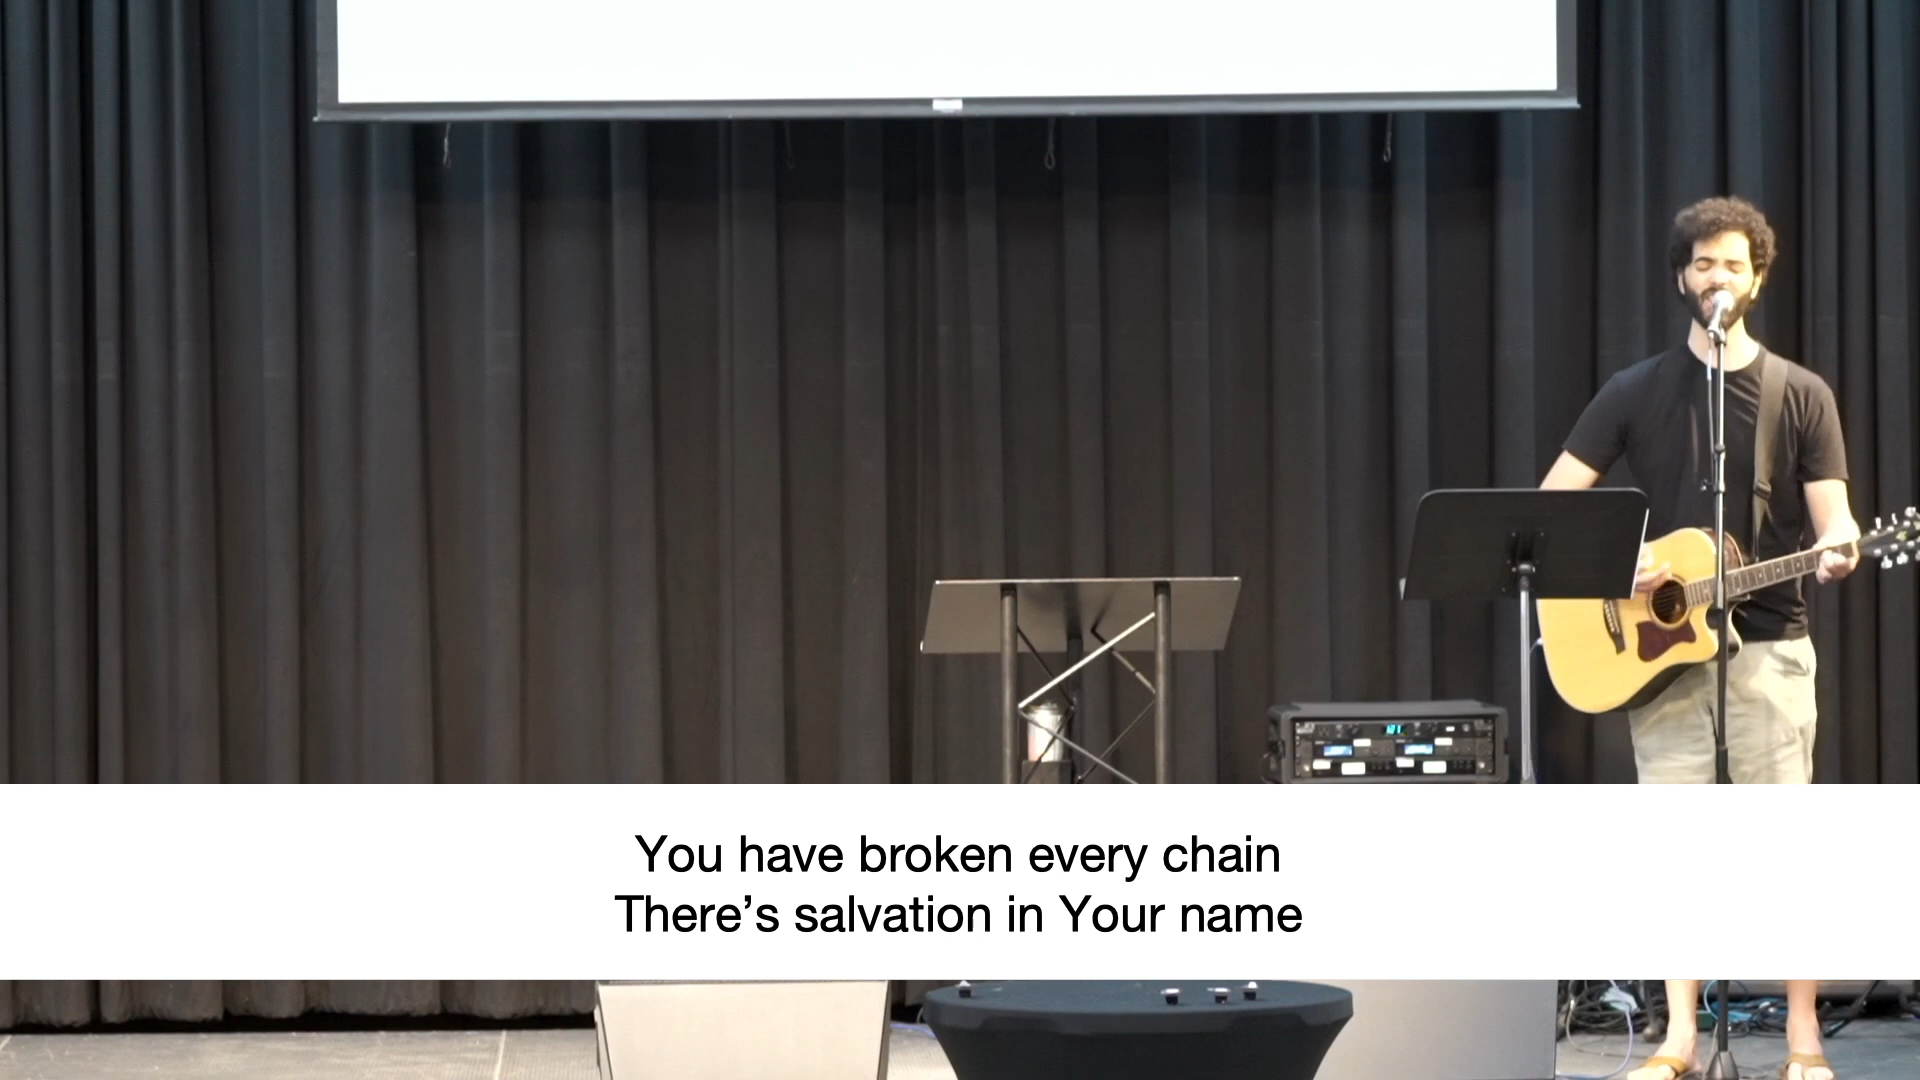 You have broken every chain
There’s salvation in Your name